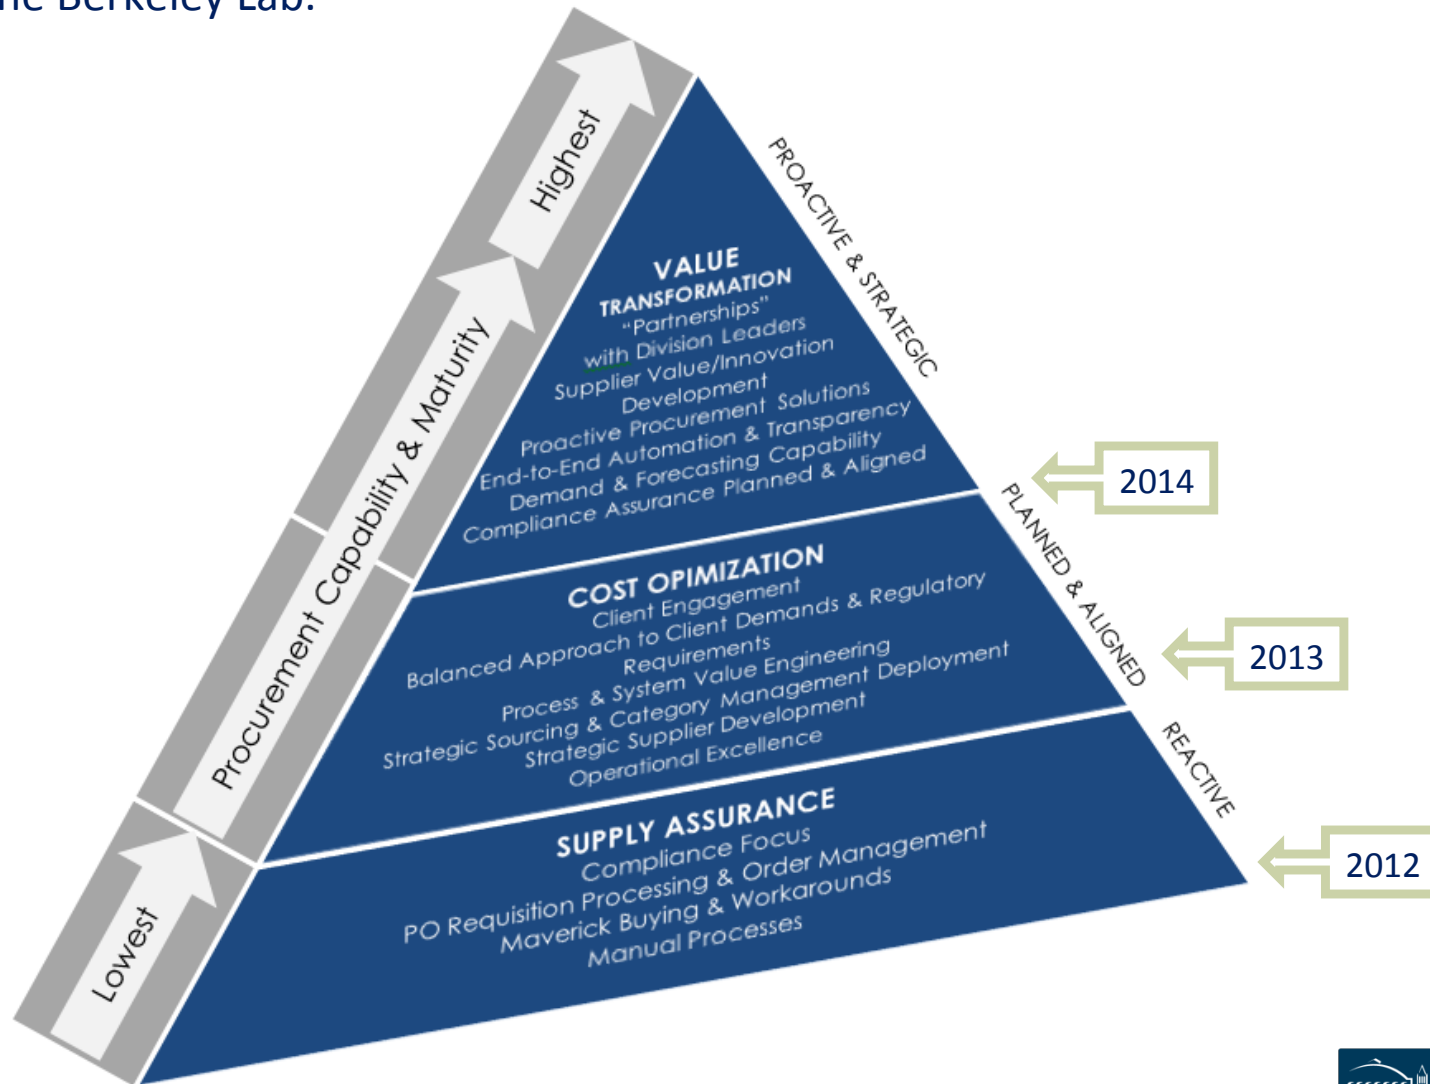 he Berkeley Lab.
Highest
Procurement Capability & Maturity
Lowest
PROACTIVE & STRATEGIC
VALUE
TRANSFORMATION
“Partnerships”
with Division Leaders
Supplier Value/Innovation
Development
Proactive Procurement Solutions
End-to-End Automation & Transparency
Demand & Forecasting Capability
Compliance Assurance Planned & Aligned
2014
PLANNED & ALIGNED
COST OPIMIZATION
Client Engagement
Balanced Approach to Client Demands & Regulatory
Requirements
Process & System Value Engineering
Strategic Sourcing & Category Management Deployment
Strategic Supplier Development
Operational Excellence
2013
REACTIVE
SUPPLY ASSURANCE
Compliance Focus
PO Requisition Processing & Order Management
Maverick Buying & Workarounds
Manual Processes
2012